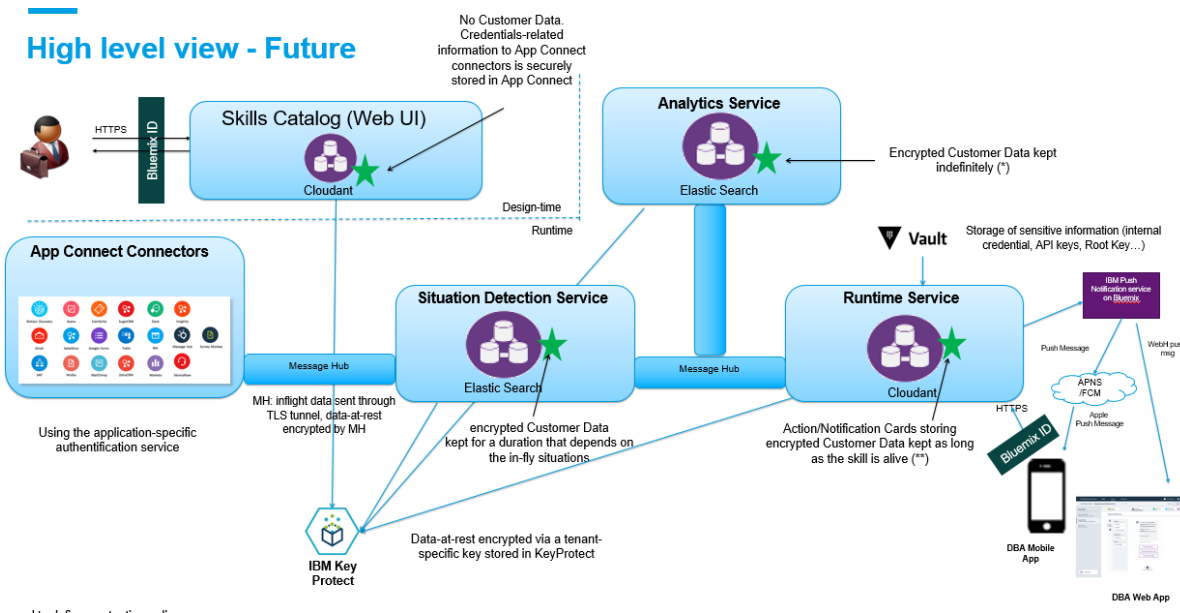 High level view - Future
No Customer Data.
Credentials-related
information to App Connect
connectors is securely
stored in App Connect
HTTPS
Bluemix ID
Skills Catalog (Web UI)
Cloudant
Analytics Service
Elastic Search
Encrypted Customer Data kept
indefinitely (*)
Design-time
Runtime
App Connect Connectors
Gmail
SAP
Situation Detection Service
Elastic Search
Vault
Storage of sensitive information (internal
credential, API keys, Root Key…)
Runtime Service
Cloudant
IBM Push
Notification service
on Bluemix
Message Hub
Message Hub
Push Message
WebH pus
msg
APNS
/FCM
Apple
Push Message
HTTPS
Bluemix ID
MH: inflight data sent through
TLS tunnel, data-at-rest
encrypted by MH
Using the application-specific
authentification service
encrypted Customer Data
kept for a duration that depends on
the in-fly situations
Action/Notification Cards storing
encrypted Customer Data kept as long
as the skill is alive (**)
Data-at-rest encrypted via a tenant-
specific key stored in KeyProtect
IBM Key
Protect
DBA Mobile
App
DBA Web App